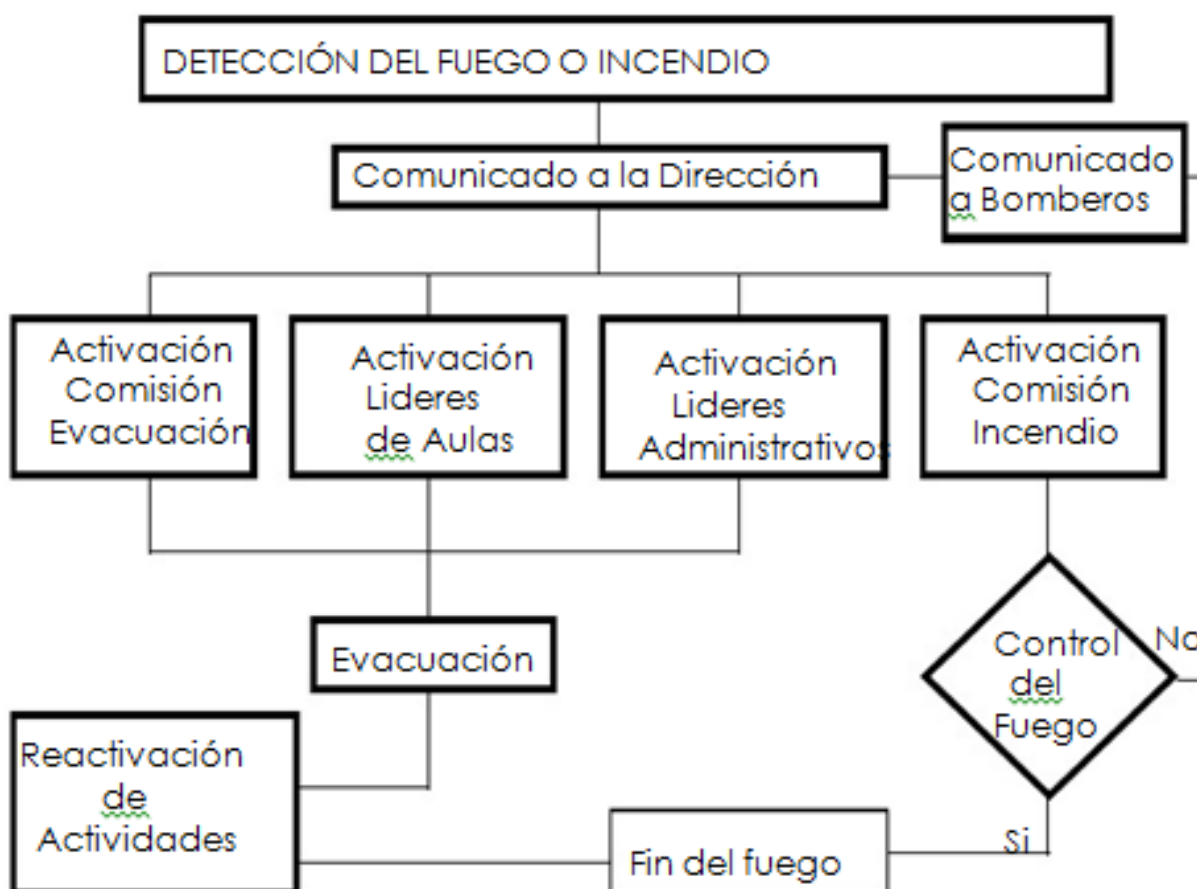 DETECCIÓN DEL FUEGO O INCENDIO
Comunicado a la Dirección
Comunicado
a Bomberos
Activación
Comisión
Evacuación
Activación
Lideres
de Aulas
Activación
Lideres
Administrativos
Activación
Comisión
Incendio
Evacuación
Control
del
Fuego
No
Reactivación
de
Actividades
Si
Fin del fuego